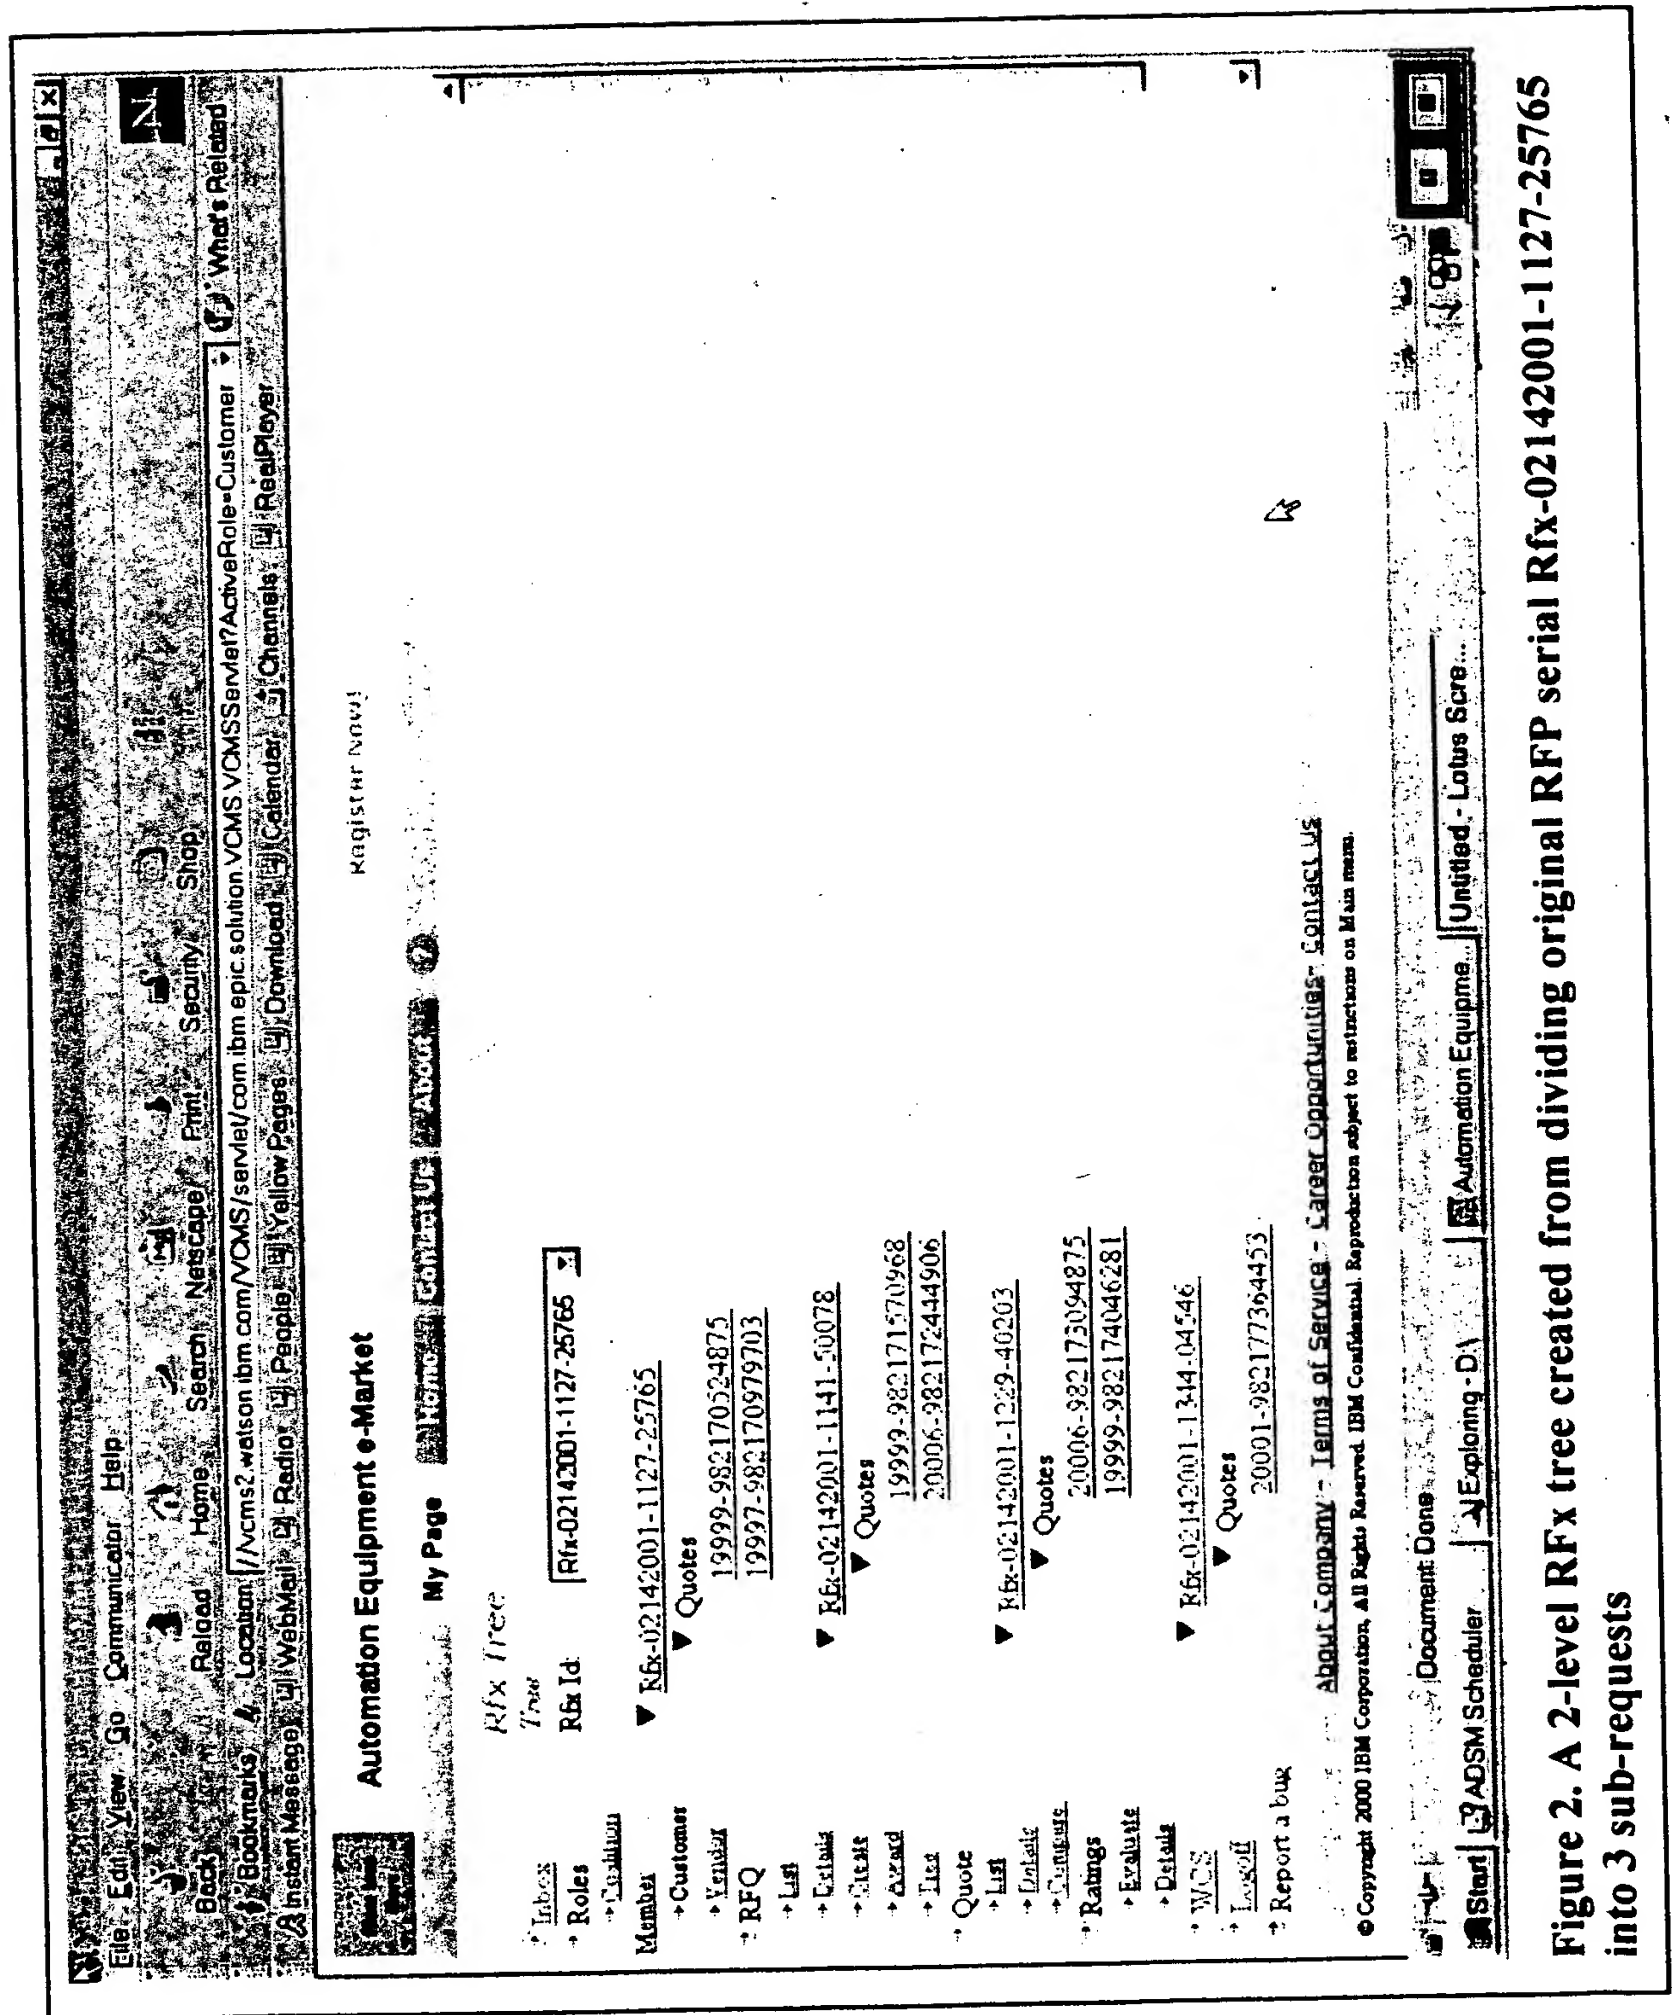 File Edit View Go Communicator Help
Back Reload Home Search Netscape Print Security Shop
Bookmarks Location //vcms2.watson.ibm.com/VCMS/servlet/com.ibm.epic.solution.VCMS.VCMSServlet?ActiveRole=Customer What's Related
Instant Message WebMail Radio People Yellow Pages Download Calendar Channels RealPlayer
Automation Equipment e-Market
Register Now!
My Page Home Contact Us About
Rfx Tree
Tree
Rfx Id: Rfx-02142001-1127-25765
Inbox
Roles
Member
Customer
Vendor
RFQ
List
Details
Create
Award
Tree
Quote
List
Details
Compare
Ratings
Evaluate
Details
WCS
Logoff
Report a bug
▼ Rfx-02142001-1127-25765
▼ Quotes
19999-982170524875
19997-982170979703
▼ Rfx-02142001-1141-50078
▼ Quotes
19999-982171570968
20006-982172444906
▼ Rfx-02142001-1229-40203
▼ Quotes
20006-982173094875
19999-982174046281
▼ Rfx-02142001-1344-04546
▼ Quotes
20001-982177364453
About Company - Terms of Service - Career Opportunities - Contact Us
© Copyright 2000 IBM Corporation, All Rights Reserved. IBM Confidential. Reproduction subject to restrictions on Main menu.
Document: Done
Start ADSM Scheduler Exploring - D:\ Automation Equipme... Untitled - Lotus Scre...
Figure 2. A 2-level RFx tree created from dividing original RFP serial Rfx-02142001-1127-25765
into 3 sub-requests